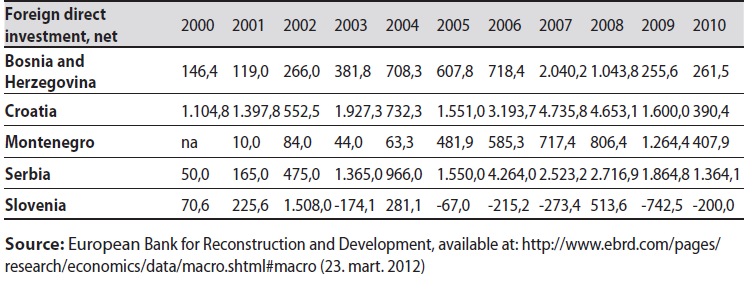 Foreign direct investment, net 2000 2001 2002 2003 2004 2005 2006 2007 2008 2009 2010
Bosnia and Herzegovina 146,4 119,0 266,0 381,8 708,3 607,8 718,4 2.040,2 1.043,8 255,6 261,5
Croatia 1.104,8 1.397,8 552,5 1.927,3 732,3 1.551,0 3.193,7 4.735,8 4.653,1 1.600,0 390,4
Montenegro na 10,0 84,0 44,0 63,3 481,9 585,3 717,4 806,4 1.264,4 407,9
Serbia 50,0 165,0 475,0 1.365,0 966,0 1.550,0 4.264,0 2.523,2 2.716,9 1.864,8 1.364,1
Slovenia 70,6 225,6 1.508,0 -174,1 281,1 -67,0 -215,2 -273,4 513,6 -742,5 -200,0
Source: European Bank for Reconstruction and Development, available at: http://www.ebrd.com/pages/
research/economics/data/macro.shtml#macro (23. mart. 2012)